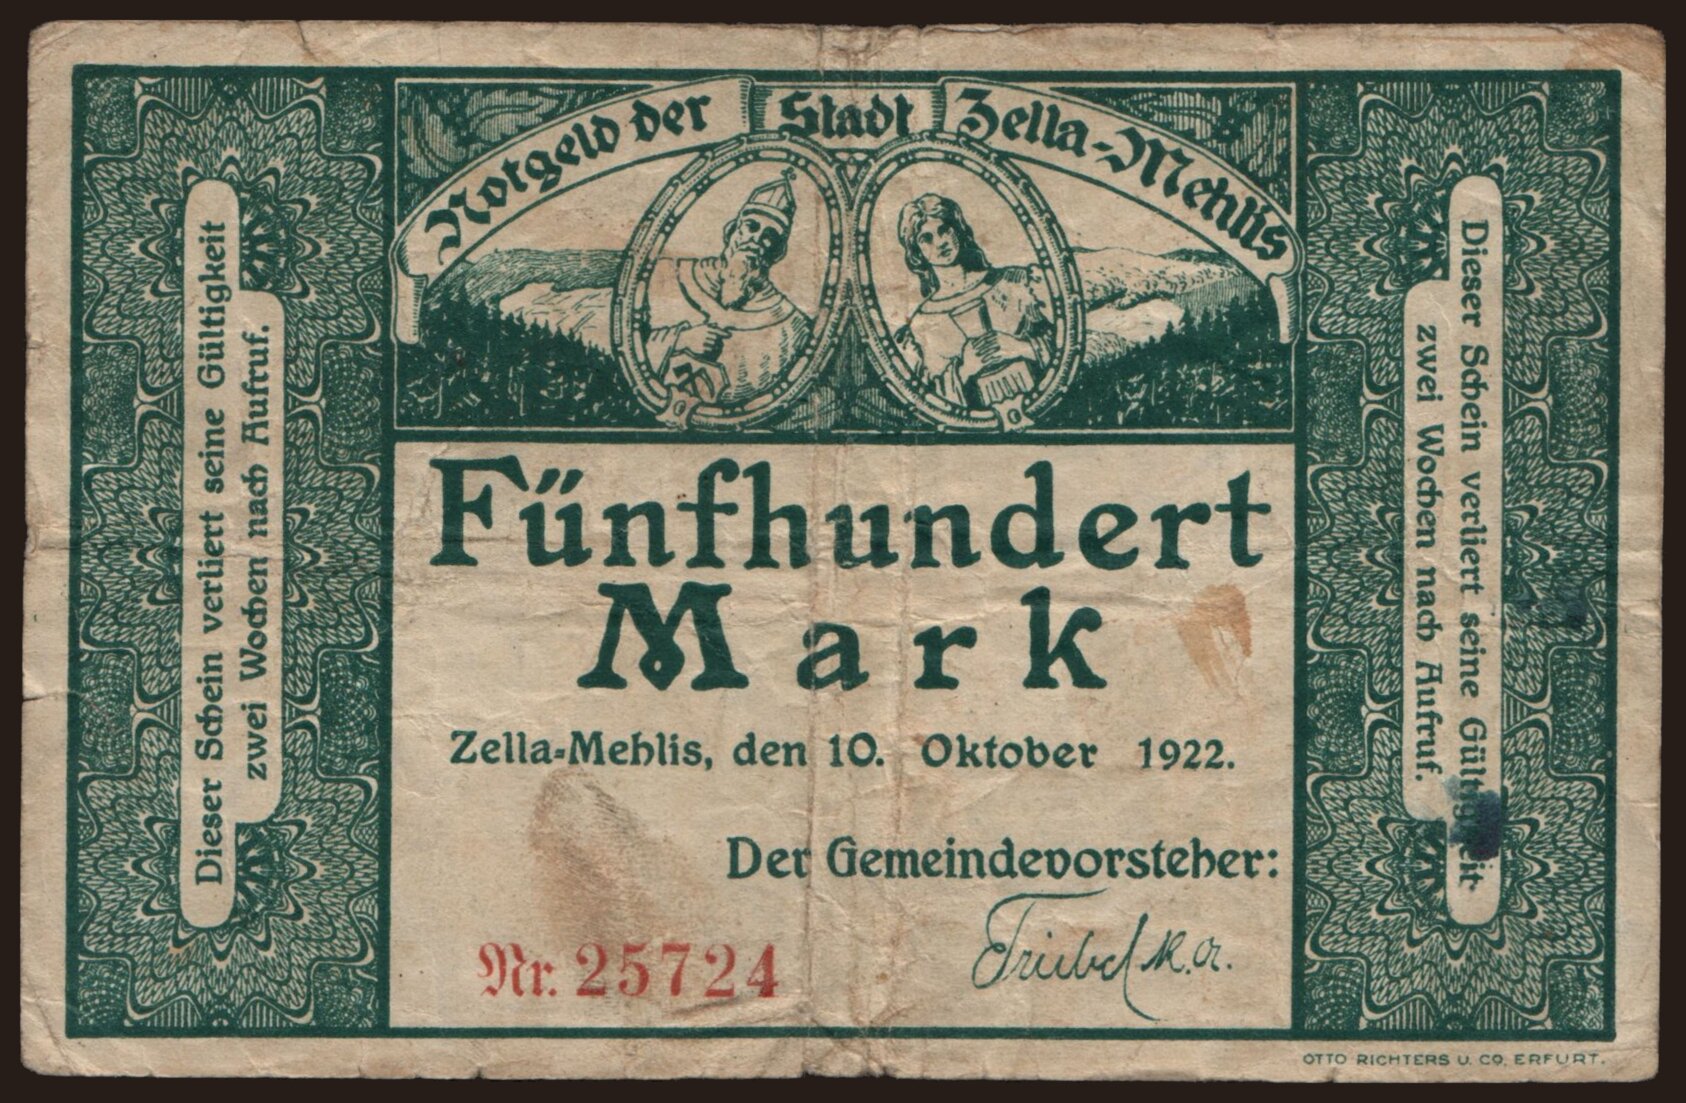 Notgeld der Stadt Zella-Mehlis
Dieser Schein verliert seine Gültigkeit
zwei Wochen nach Aufruf.
Fünfhundert
Mark
Zella-Mehlis, den 10. Oktober 1922.
Der Gemeindevorsteher:
Nr. 25724
Dieser Schein verliert seine Gültigkeit
zwei Wochen nach Aufruf.
OTTO RICHTERS U. CO. ERFURT.